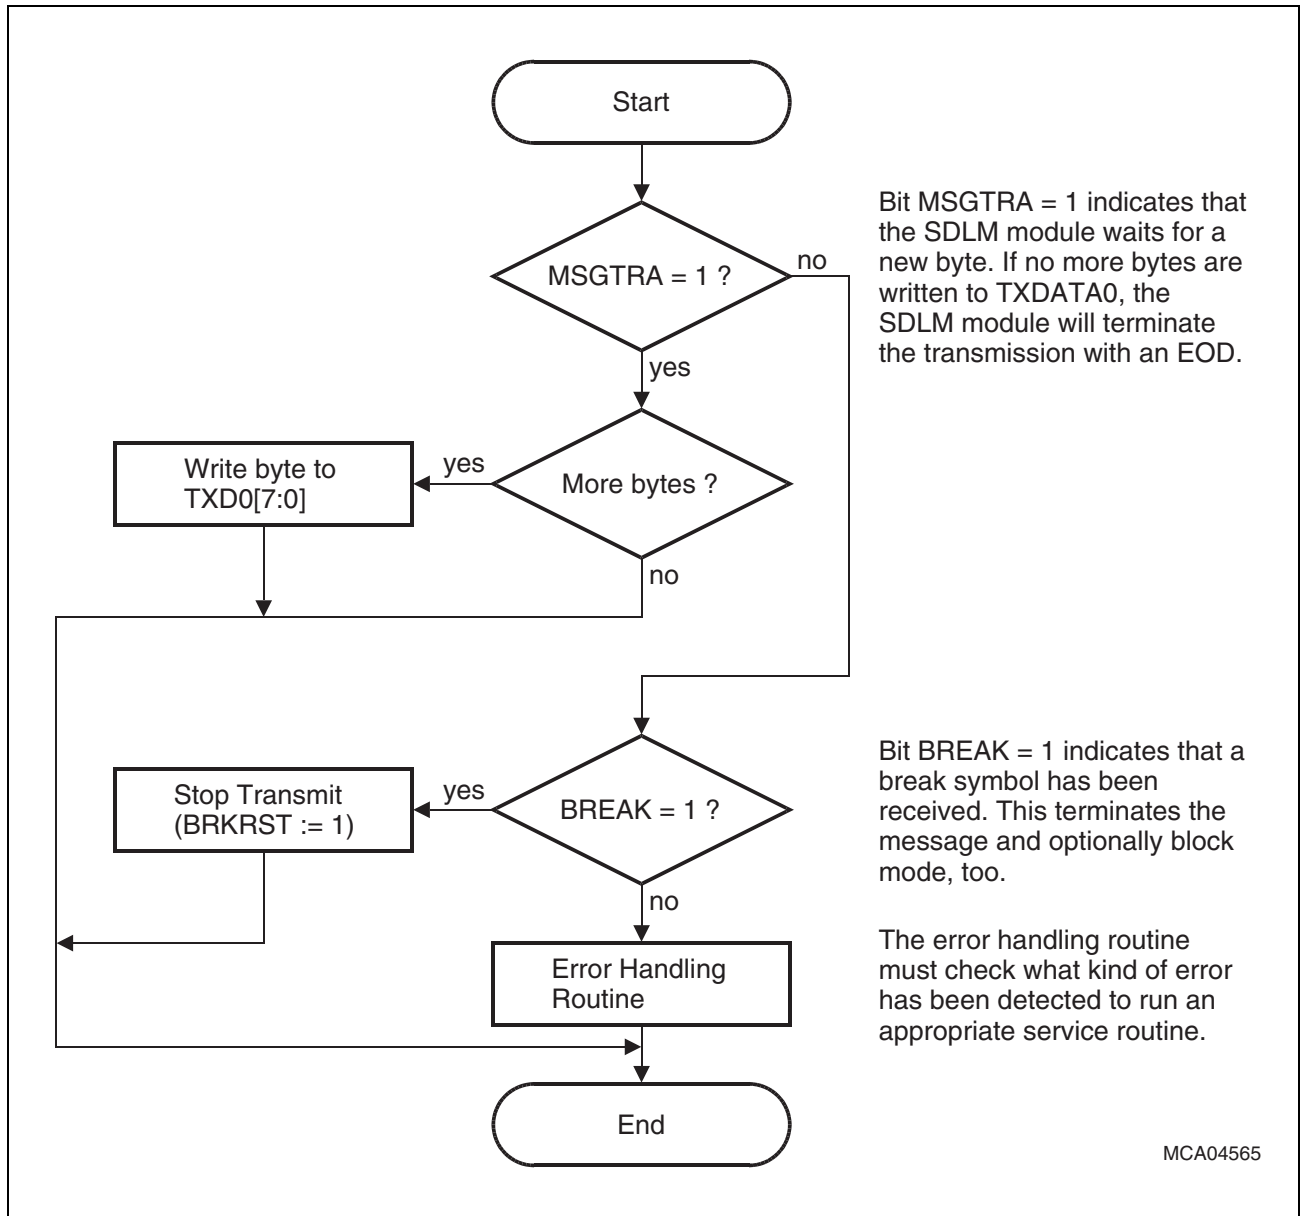 Start
Bit MSGTRA = 1 indicates that
the SDLM module waits for a
new byte. If no more bytes are
written to TXDATA0, the
SDLM module will terminate
the transmission with an EOD.
MSGTRA = 1 ?
no
yes
More bytes ?
yes
Write byte to
TXD0[7:0]
no
Bit BREAK = 1 indicates that a
break symbol has been
received. This terminates the
message and optionally block
mode, too.
BREAK = 1 ?
yes
Stop Transmit
(BRKRST := 1)
no
The error handling routine
must check what kind of error
has been detected to run an
appropriate service routine.
Error Handling
Routine
End
MCA04565